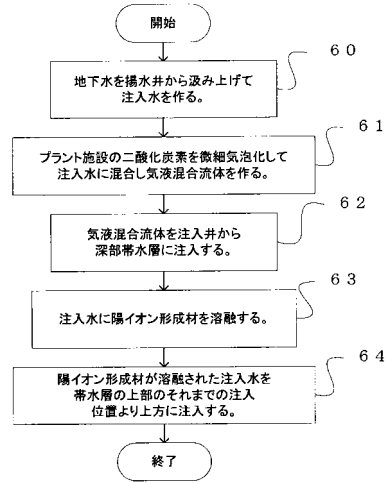 開始
60
地下水を揚水井から汲み上げて
注入水を作る。
61
プラント施設の二酸化炭素を微細気泡化して
注入水に混合し気液混合流体を作る。
62
気液混合流体を注入井から
深部帯水層に注入する。
63
注入水に陽イオン形成材を溶融する。
64
陽イオン形成材が溶融された注入水を
帯水層の上部のそれまでの注入
位置より上方に注入する。
終了